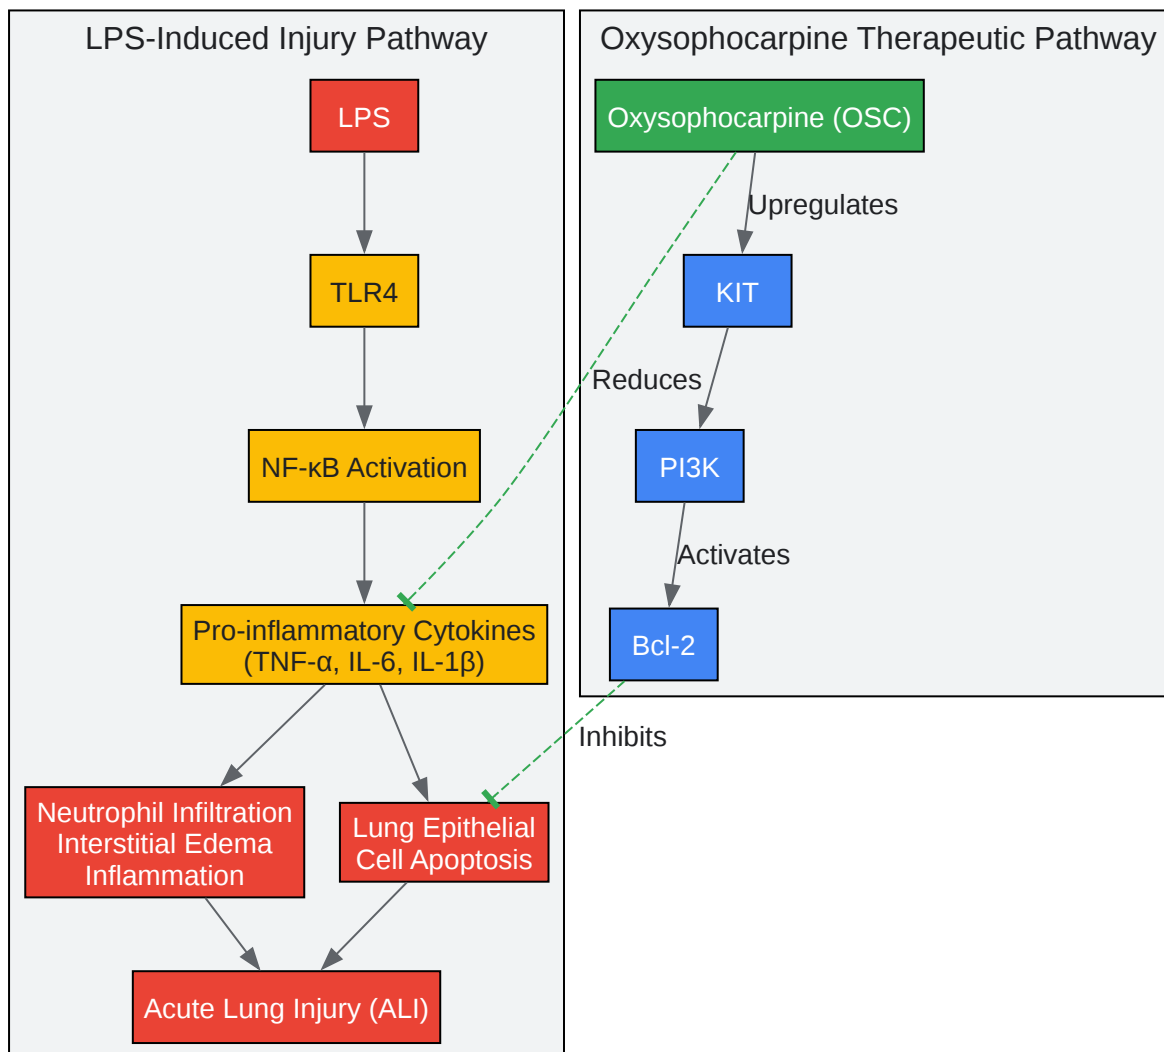 LPS-Induced Injury Pathway
LPS
TLR4
NF-κB Activation
Pro-inflammatory Cytokines
(TNF-α, IL-6, IL-1β)
Neutrophil Infiltration
Interstitial Edema
Inflammation
Lung Epithelial
Cell Apoptosis
Acute Lung Injury (ALI)
Oxysophocarpine Therapeutic Pathway
Oxysophocarpine (OSC)
Upregulates
KIT
Reduces
PI3K
Activates
Bcl-2
Inhibits